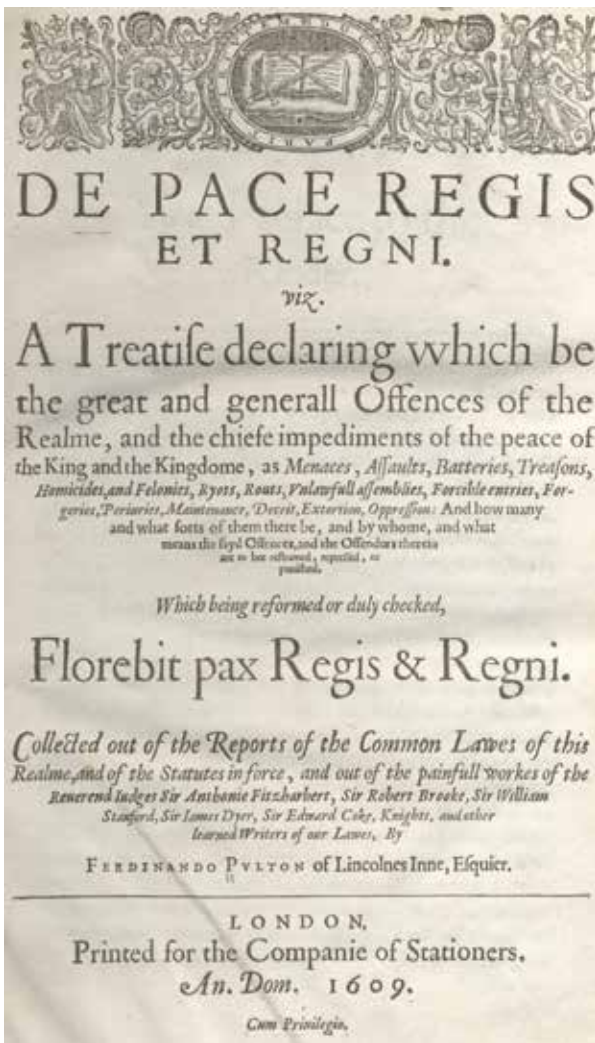 DE PACE REGIS
ET REGNI.
viz.
A Treatiſe declaring which be
the great and generall Offences of the
Realme, and the chiefe impediments of the peace of
the King and the Kingdome, as Menaces, Aſſaults, Batteries, Treaſons,
Homicides, and Felonies, Ryots, Routs, Vnlawfull aſſemblies, Forcible entries, For-
geries, Periuries, Maintenance, Deceit, Extortion, Oppreſſion: And how many
and what ſorts of them there be, and by whome, and what
means the ſayd Offences, and the Offendors therein
are to bee reſtrained, repreſſed, or
puniſhed.
Which being reformed or duly checked,
Florebit pax Regis & Regni.
Collected out of the Reports of the Common Lawes of this
Realme, and of the Statutes in force, and out of the painfull workes of the
Reuerend Iudges Sir Anthonie Fitzharbert, Sir Robert Brooke, Sir William
Stanford, Sir Iames Dyer, Sir Edward Coke, Knights, and other
learned Writers of our Lawes, By
FERDINANDO PVLTON of Lincolnes Inne, Eſquier.
LONDON,
Printed for the Companie of Stationers.
An. Dom. 1609.
Cum Priuilegio.